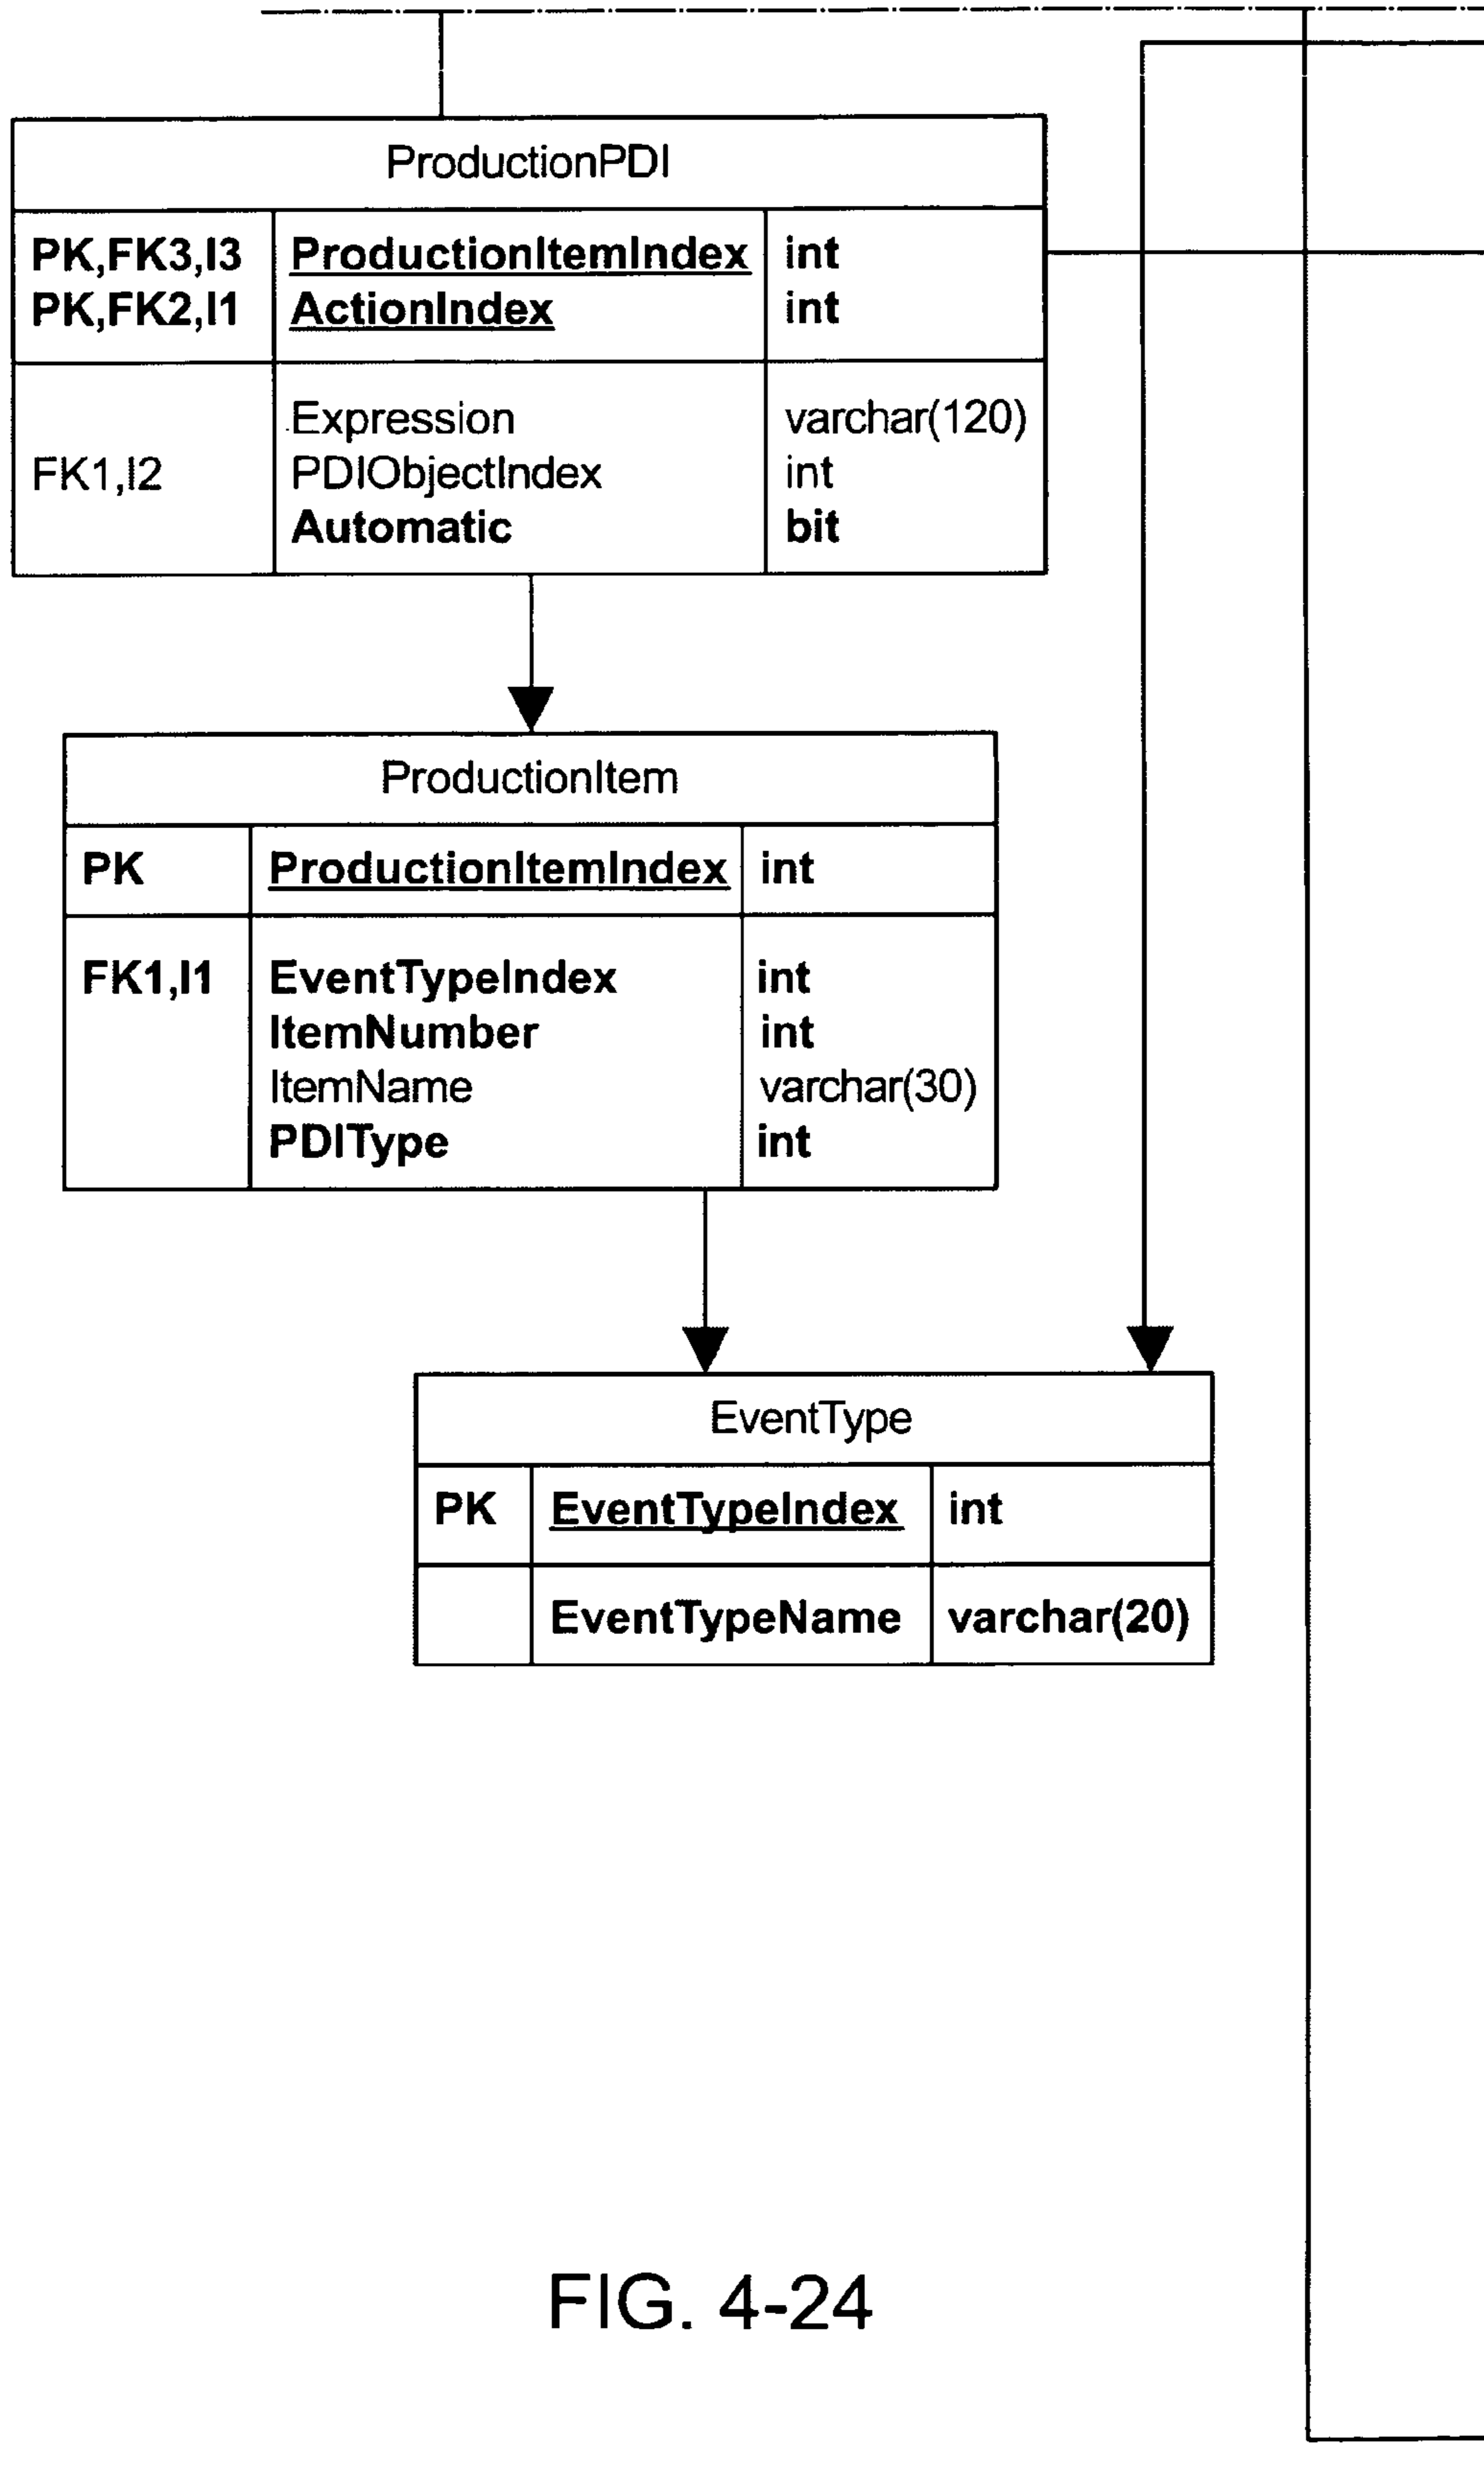 ProductionPDI
PK,FK3,I3 ProductionItemIndex int
PK,FK2,I1 ActionIndex int
Expression varchar(120)
FK1,I2 PDIObjectIndex int
Automatic bit
ProductionItem
PK ProductionItemIndex int
FK1,I1 EventTypeIndex int
ItemNumber int
ItemName varchar(30)
PDIType int
EventType
PK EventTypeIndex int
EventTypeName varchar(20)
FIG. 4-24